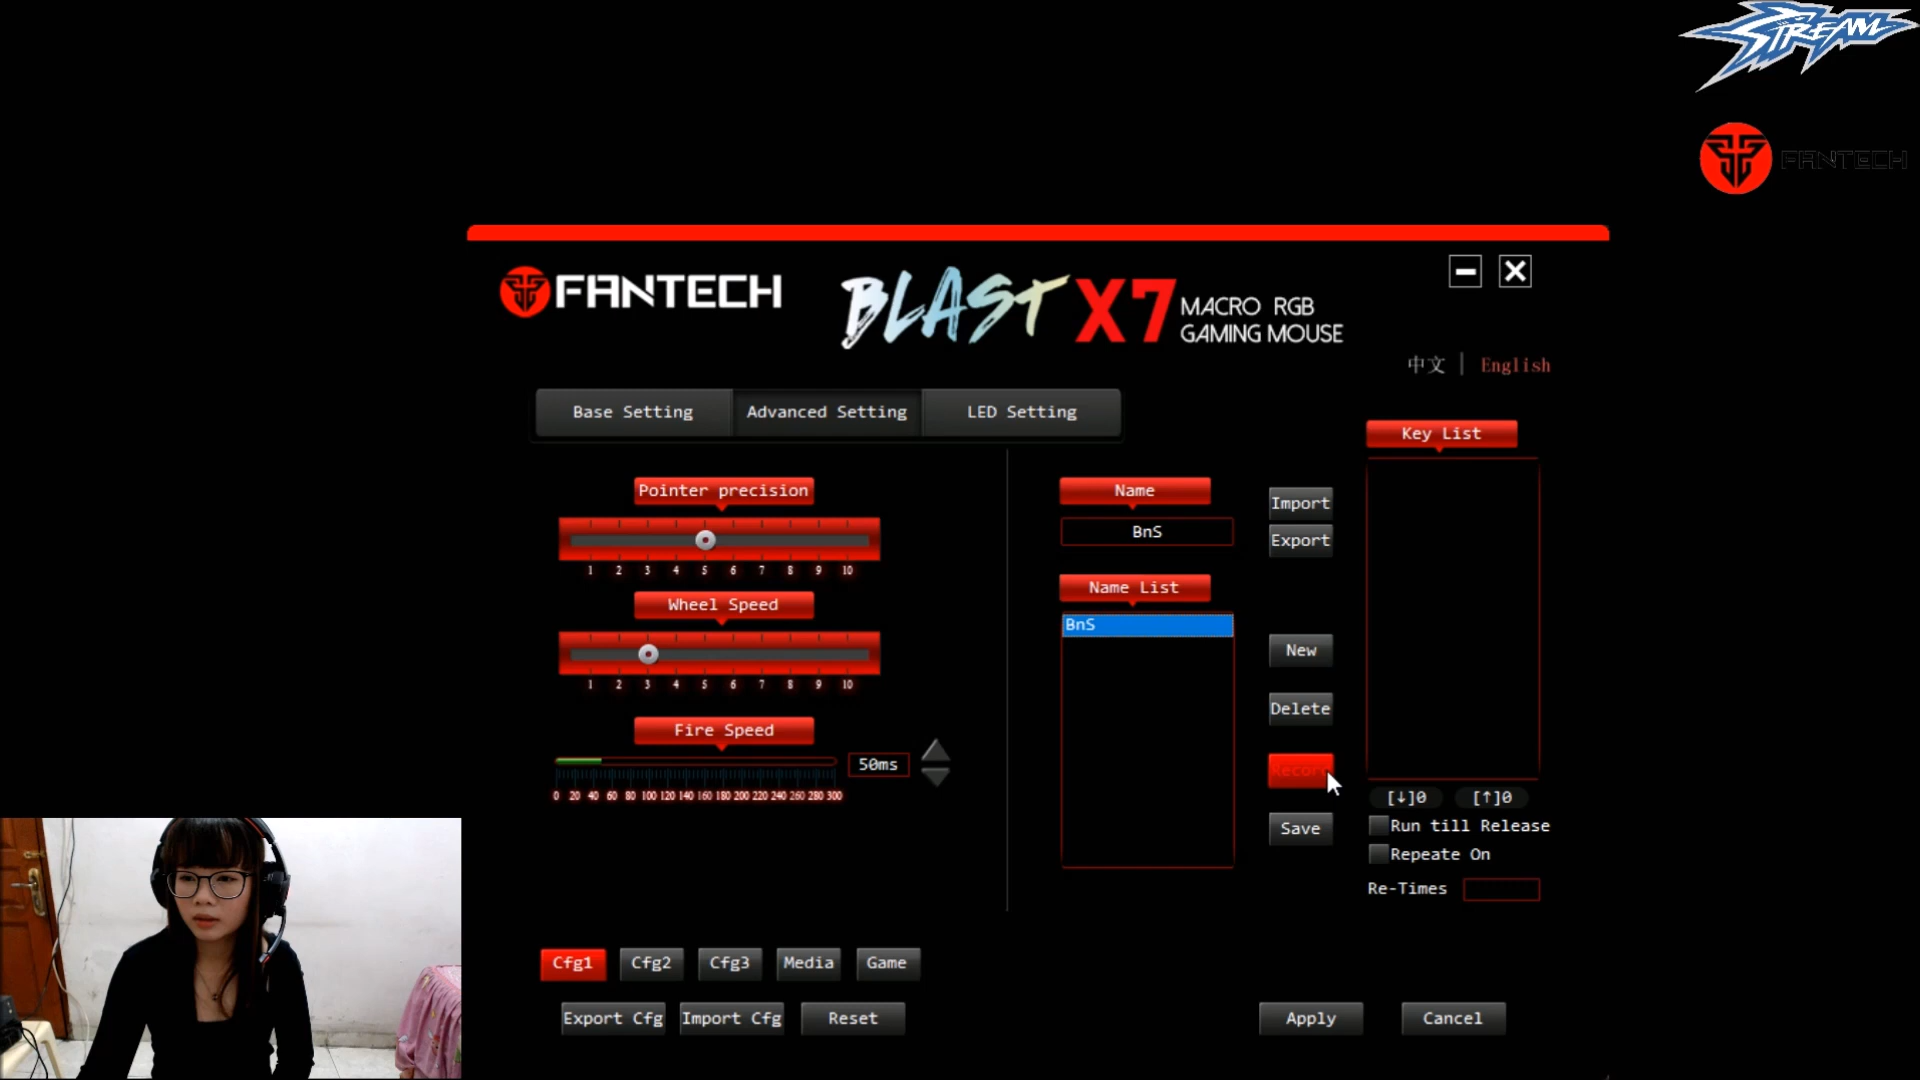 STREAM
FANTECH
FANTECH
BLAST X7 MACRO RGB
GAMING MOUSE
中文 | English
Base Setting
Advanced Setting
LED Setting
Key List
Pointer precision
1 2 3 4 5 6 7 8 9 10
Wheel Speed
1 2 3 4 5 6 7 8 9 10
Fire Speed
50ms
0 20 40 60 80 100 120 140 160 180 200 220 240 260 280 300
Name
BnS
Name List
BnS
Import
Export
New
Delete
Record
Save
[↓]0
[↑]0
Run till Release
Repeate On
Re-Times
Cfg1
Cfg2
Cfg3
Media
Game
Export Cfg
Import Cfg
Reset
Apply
Cancel